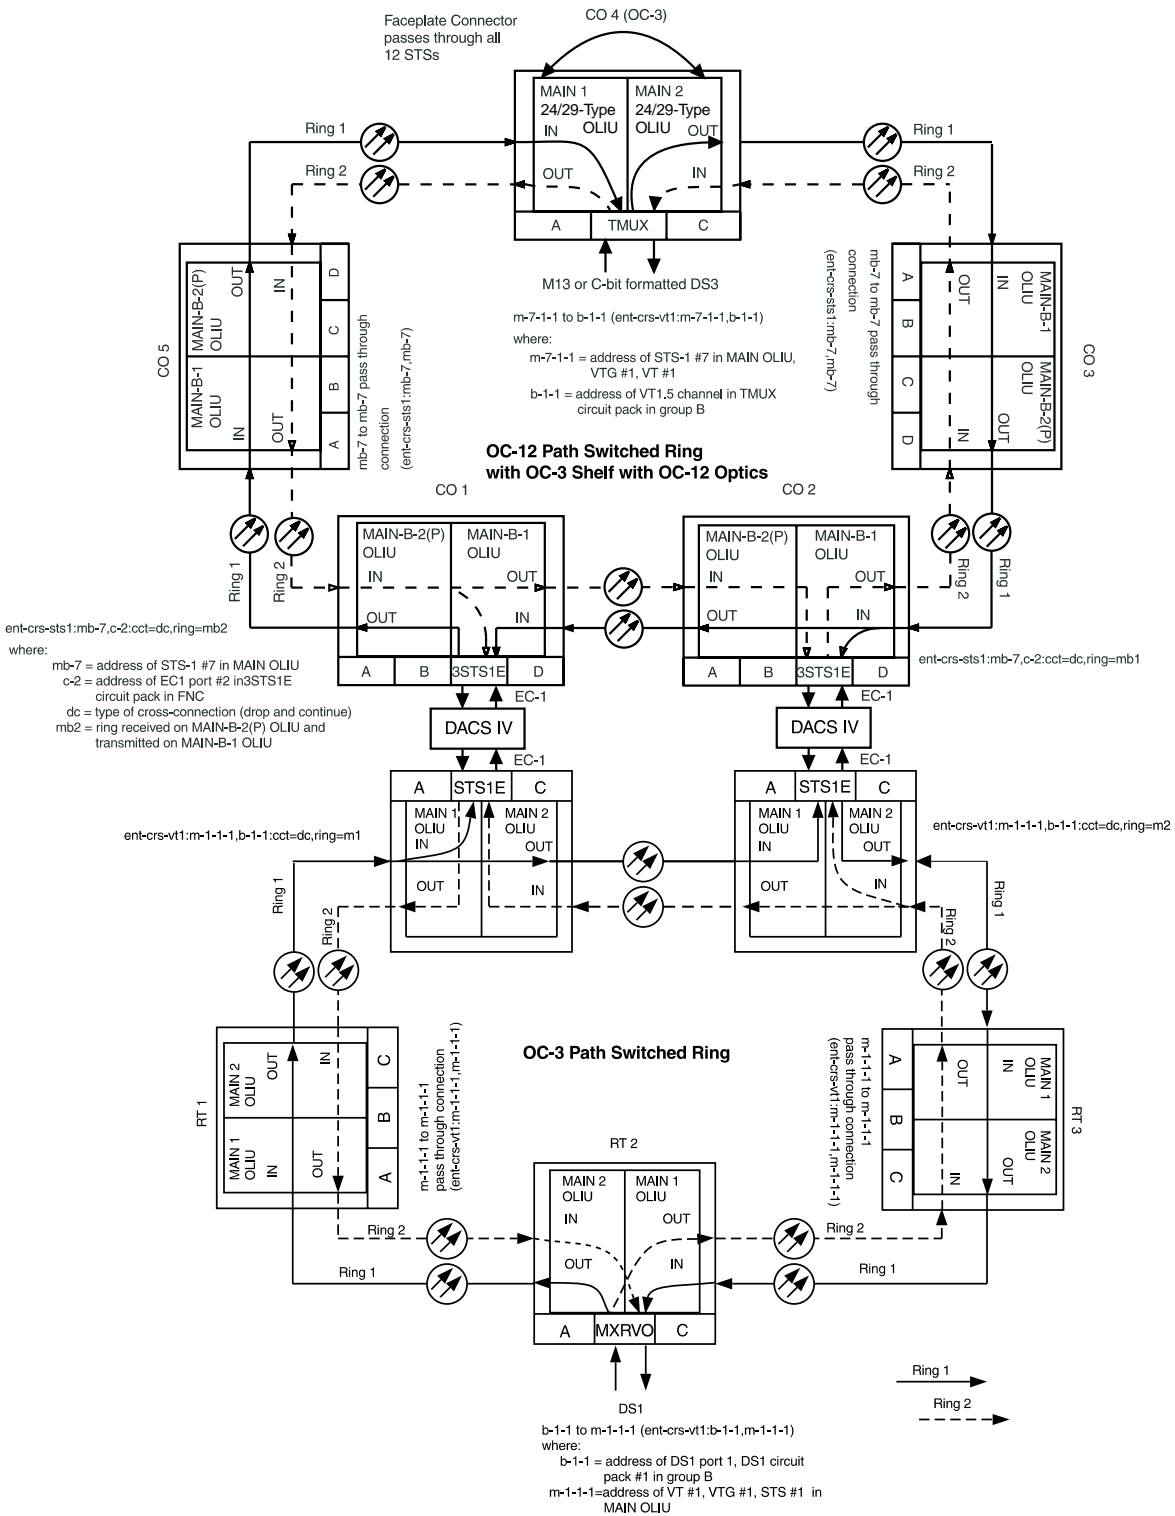 Faceplate Connector
passes through all
12 STSs
CO 4 (OC-3)
MAIN 1
24/29-Type
OLIU
IN
OUT
MAIN 2
24/29-Type
OLIU
OUT
IN
A
TMUX
C
Ring 1
Ring 2
Ring 1
Ring 2
M13 or C-bit formatted DS3
m-7-1-1 to b-1-1 (ent-crs-vt1:m-7-1-1,b-1-1)
where:
m-7-1-1 = address of STS-1 #7 in MAIN OLIU,
VTG #1, VT #1
b-1-1 = address of VT1.5 channel in TMUX
circuit pack in group B
CO 5
MAIN-B-2(P)
OLIU
OUT
IN
MAIN-B-1
OLIU
IN
OUT
D
C
B
A
mb-7 to mb-7 pass through
connection
(ent-crs-sts1:mb-7,mb-7)
mb-7 to mb-7 pass through
connection
(ent-crs-sts1:mb-7,mb-7)
A
B
C
D
MAIN-B-1
OLIU
IN
OUT
MAIN-B-2(P)
OLIU
OUT
IN
CO 3
OC-12 Path Switched Ring
with OC-3 Shelf with OC-12 Optics
CO 1
CO 2
Ring 1
Ring 2
Ring 2
Ring 1
MAIN-B-2(P)
OLIU
IN
OUT
MAIN-B-1
OLIU
OUT
IN
A
B
3STS1E
D
MAIN-B-2(P)
OLIU
IN
OUT
MAIN-B-1
OLIU
OUT
IN
A
B
3STS1E
D
ent-crs-sts1:mb-7,c-2:cct=dc,ring=mb2
where:
mb-7 = address of STS-1 #7 in MAIN OLIU
c-2 = address of EC1 port #2 in3STS1E
circuit pack in FNC
dc = type of cross-connection (drop and continue)
mb2 = ring received on MAIN-B-2(P) OLIU and
transmitted on MAIN-B-1 OLIU
ent-crs-sts1:mb-7,c-2:cct=dc,ring=mb1
EC-1
DACS IV
EC-1
EC-1
DACS IV
EC-1
A
STS1E
C
MAIN 1
OLIU
IN
OUT
MAIN 2
OLIU
OUT
IN
A
STS1E
C
MAIN 1
OLIU
IN
OUT
MAIN 2
OLIU
OUT
IN
ent-crs-vt1:m-1-1-1,b-1-1:cct=dc,ring=m1
ent-crs-vt1:m-1-1-1,b-1-1:cct=dc,ring=m2
Ring 1
Ring 2
Ring 2
Ring 1
RT 1
MAIN 2
OLIU
OUT
IN
MAIN 1
OLIU
IN
OUT
C
B
A
m-1-1-1 to m-1-1-1
pass through connection
(ent-crs-vt1:m-1-1-1,m-1-1-1)
OC-3 Path Switched Ring
m-1-1-1 to m-1-1-1
pass through connection
(ent-crs-vt1:m-1-1-1,m-1-1-1)
A
B
C
MAIN 1
OLIU
IN
OUT
MAIN 2
OLIU
OUT
IN
RT 3
RT 2
MAIN 2
OLIU
IN
OUT
MAIN 1
OLIU
OUT
IN
A
MXRVO
C
Ring 2
Ring 1
Ring 2
Ring 1
DS1
b-1-1 to m-1-1-1 (ent-crs-vt1:b-1-1,m-1-1-1)
where:
b-1-1 = address of DS1 port 1, DS1 circuit
pack #1 in group B
m-1-1-1=address of VT #1, VTG #1, STS #1 in
MAIN OLIU
Ring 1
Ring 2